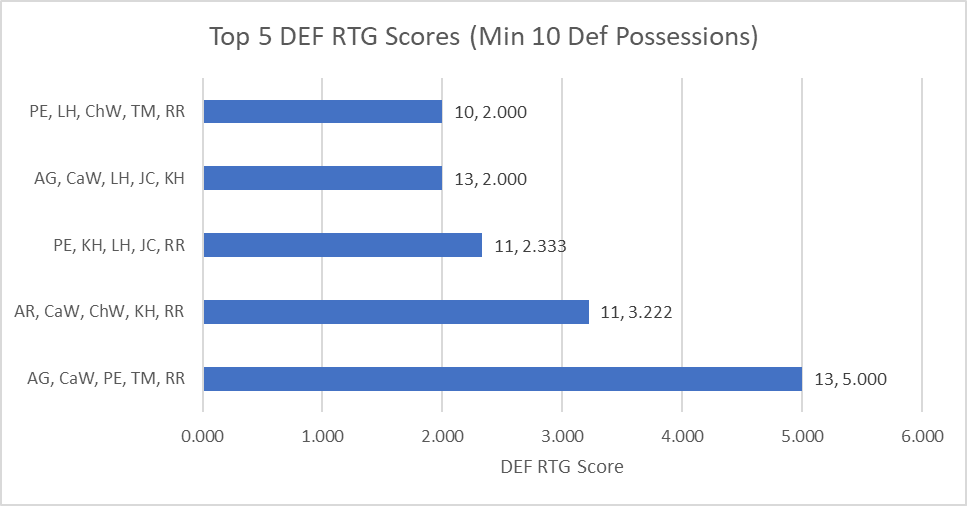 Top 5 DEF RTG Scores (Min 10 Def Possessions)
PE, LH, ChW, TM, RR
10, 2.000
AG, CaW, LH, JC, KH
13, 2.000
PE, KH, LH, JC, RR
11, 2.333
AR, CaW, ChW, KH, RR
11, 3.222
AG, CaW, PE, TM, RR
13, 5.000
0.000 1.000 2.000 3.000 4.000 5.000 6.000
DEF RTG Score